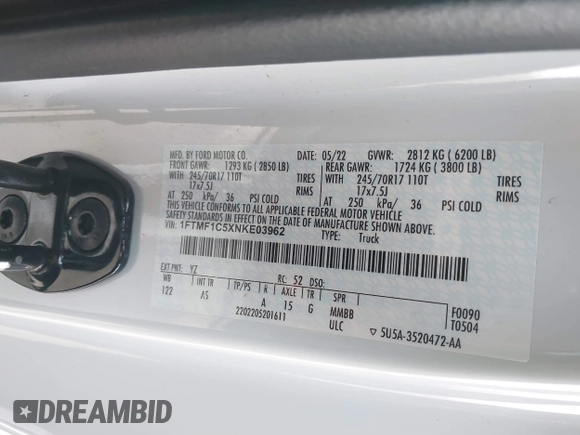 MFD. BY FORD MOTOR CO. 05/22 GVWR: 2812 KG ( 6200 LB)
FRONT GAWR: 1293 KG ( 2850 LB) REAR GAWR: 1724 KG ( 3800 LB)
WITH 245/70R17 110T TIRES WITH 245/70R17 110T TIRES
17x7.5J RIMS 17x7.5J RIMS
AT 250 kPa/ 36 PSI COLD AT 250 kPa/ 36 PSI COLD
THIS VEHICLE CONFORMS TO ALL APPLICABLE FEDERAL MOTOR VEHICLE SAFETY, BUMPER, AND THEFT PREVENTION STANDARDS IN EFFECT ON THE DATE OF MANUFACTURE SHOWN ABOVE.
VIN: 1FTMF1C5XNKE03962 TYPE: Truck
EXT PNT: YZ RC: 52 DSO:
WB INT TR TP/PS R AXLE TR SPR
122 AS A 15 G MMBB F0090
2202205201611 ULC T0504
▽ 5U5A-3520472-AA
DREAMBID